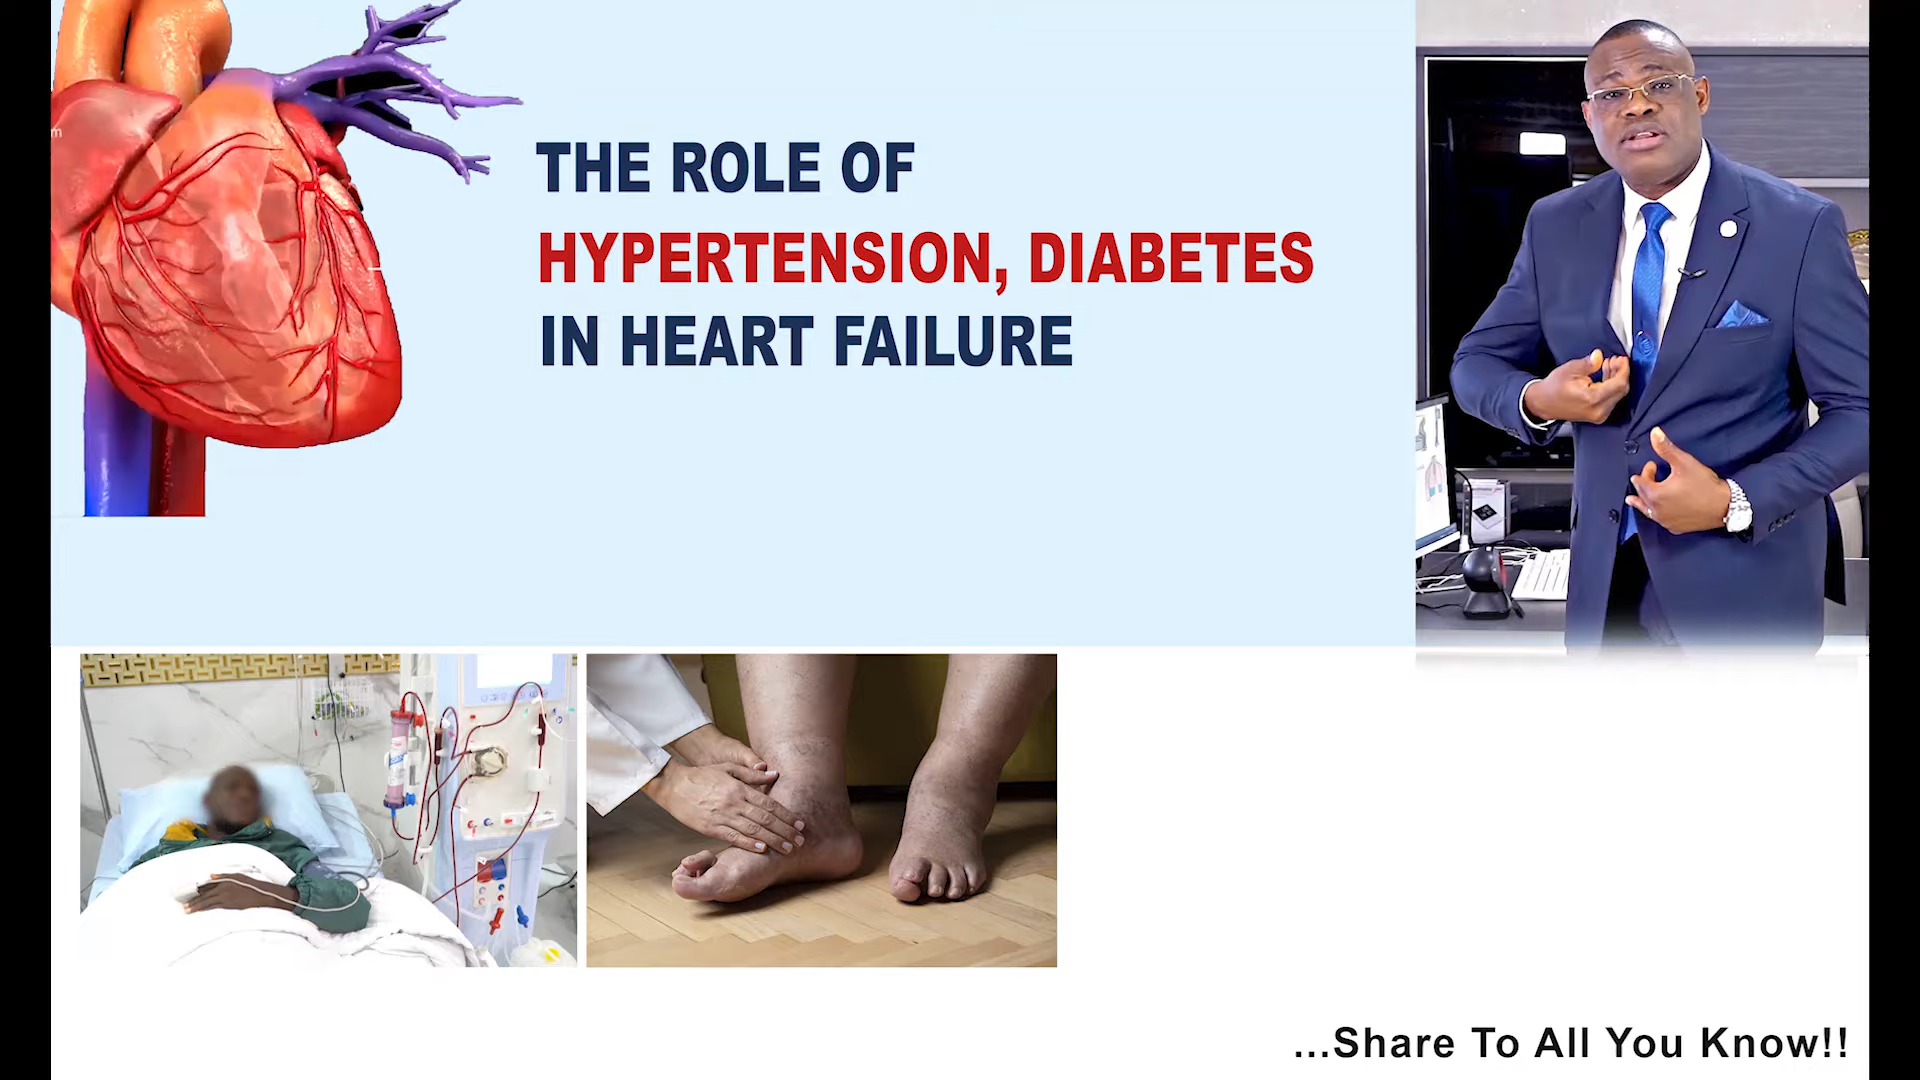 THE ROLE OF
HYPERTENSION, DIABETES
IN HEART FAILURE
...Share To All You Know!!